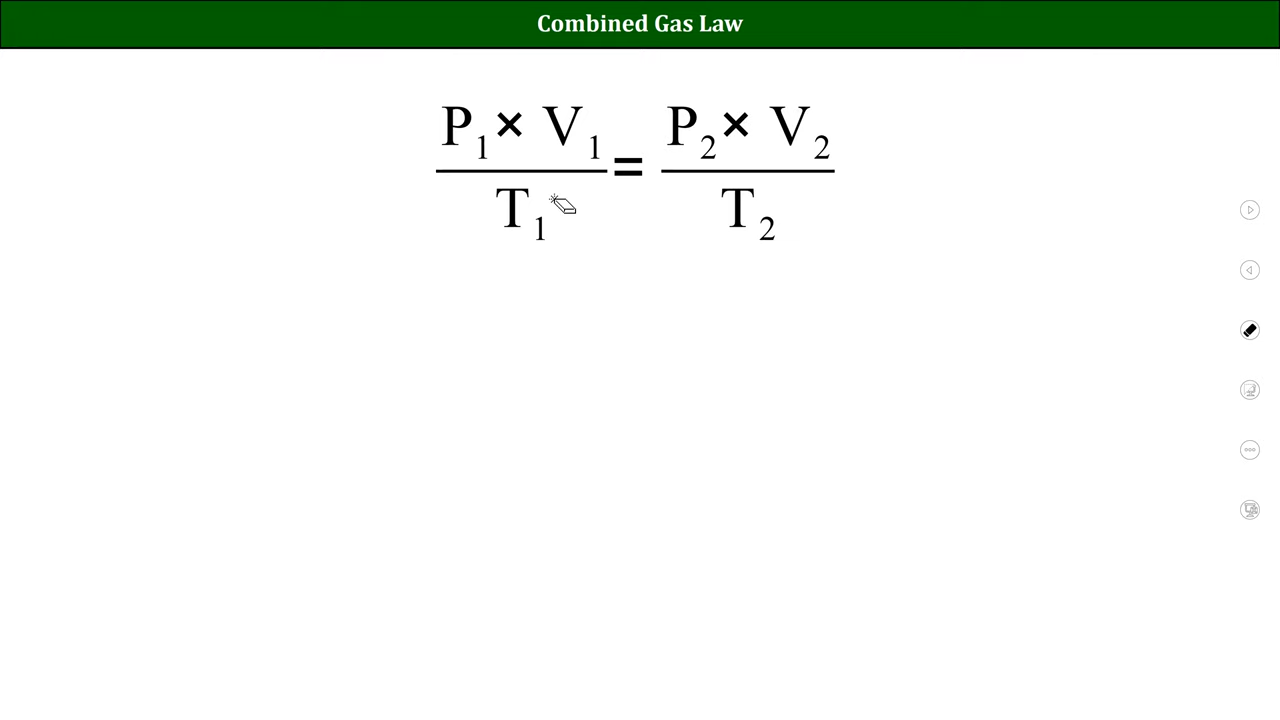 Combined Gas Law
P₁ × V₁ / T₁ = P₂ × V₂ / T₂